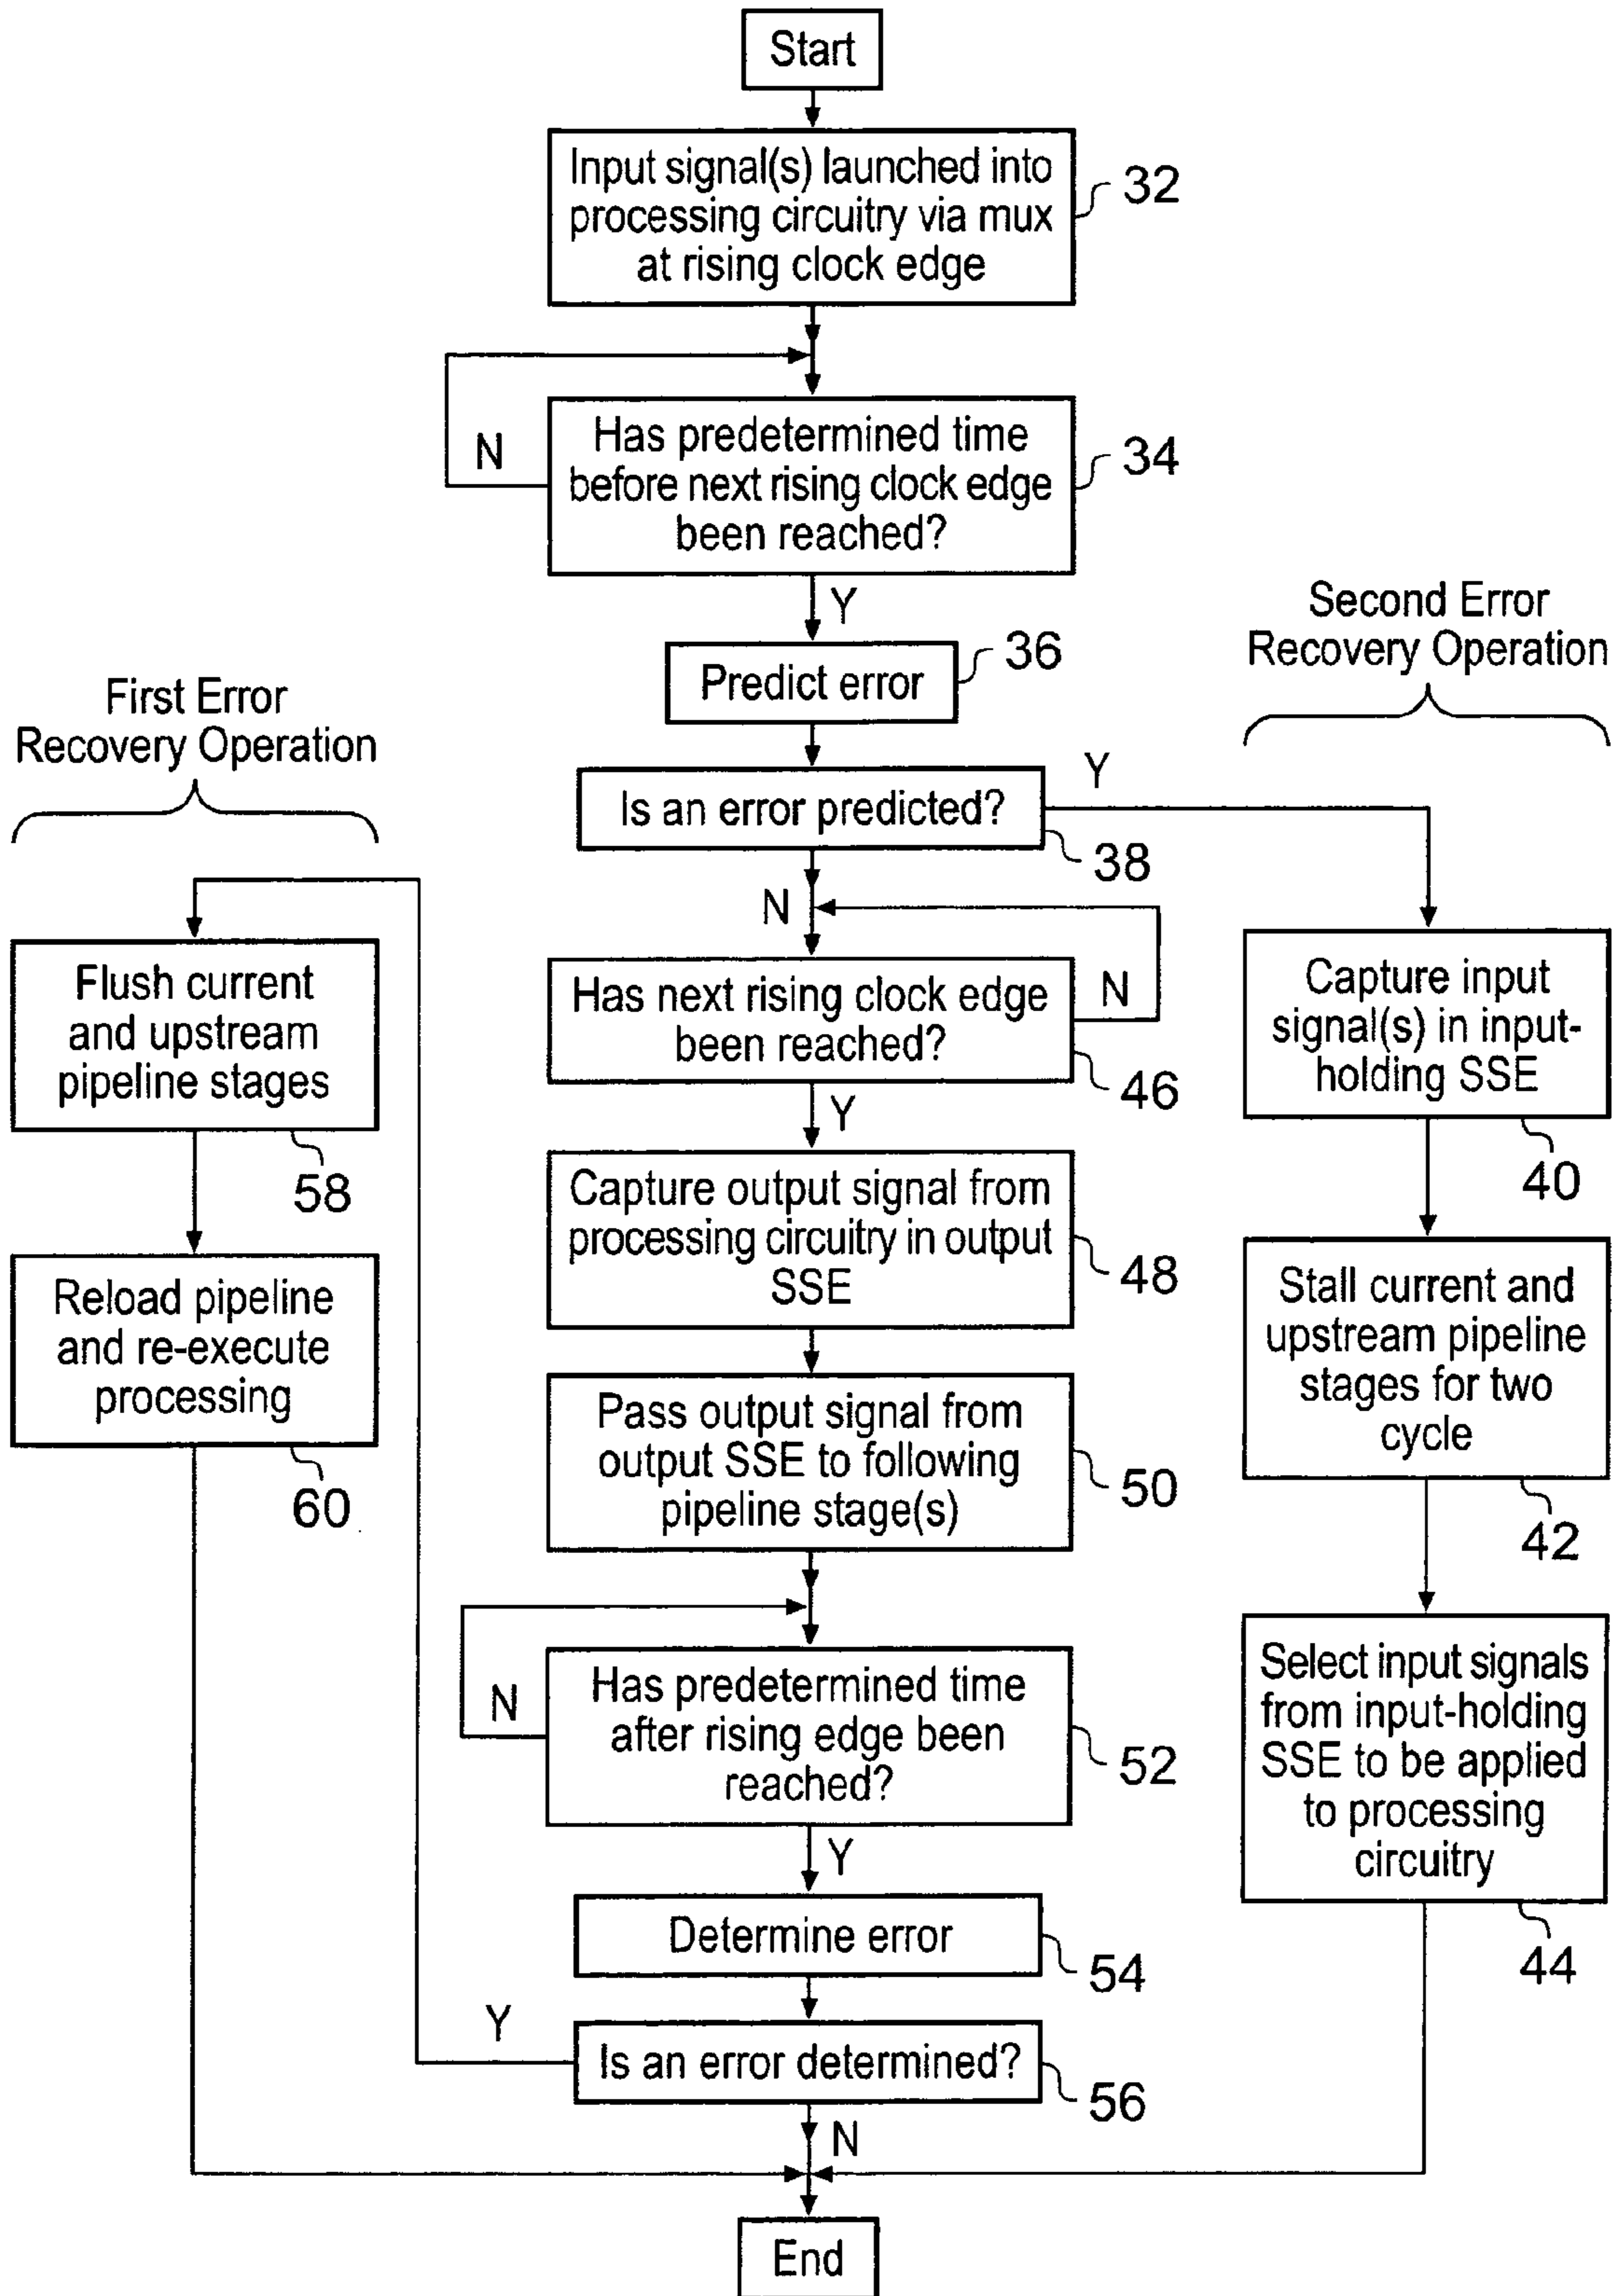 Start
Input signal(s) launched into
processing circuitry via mux
at rising clock edge
32
Has predetermined time
before next rising clock edge
been reached?
34
N
Y
Predict error
36
Second Error
Recovery Operation
First Error
Recovery Operation
Is an error predicted?
38
Y
N
Has next rising clock edge
been reached?
46
N
Y
Flush current
and upstream
pipeline stages
58
Capture input
signal(s) in input-
holding SSE
40
Capture output signal from
processing circuitry in output
SSE
48
Reload pipeline
and re-execute
processing
60
Stall current and
upstream pipeline
stages for two
cycle
42
Pass output signal from
output SSE to following
pipeline stage(s)
50
Has predetermined time
after rising edge been
reached?
52
N
Y
Select input signals
from input-holding
SSE to be applied
to processing
circuitry
44
Determine error
54
Is an error determined?
56
Y
N
End